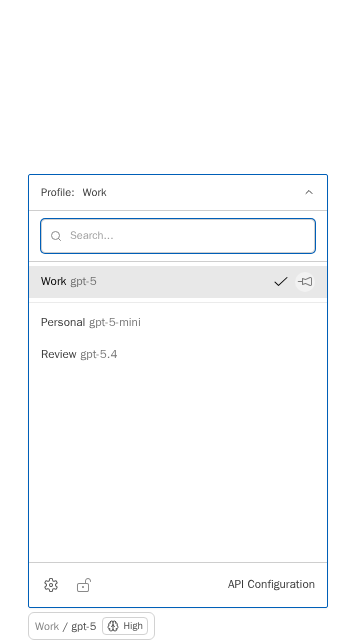 Profile: Work
Search...
Work gpt-5
Personal gpt-5-mini
Review gpt-5.4
API Configuration
Work / gpt-5 High